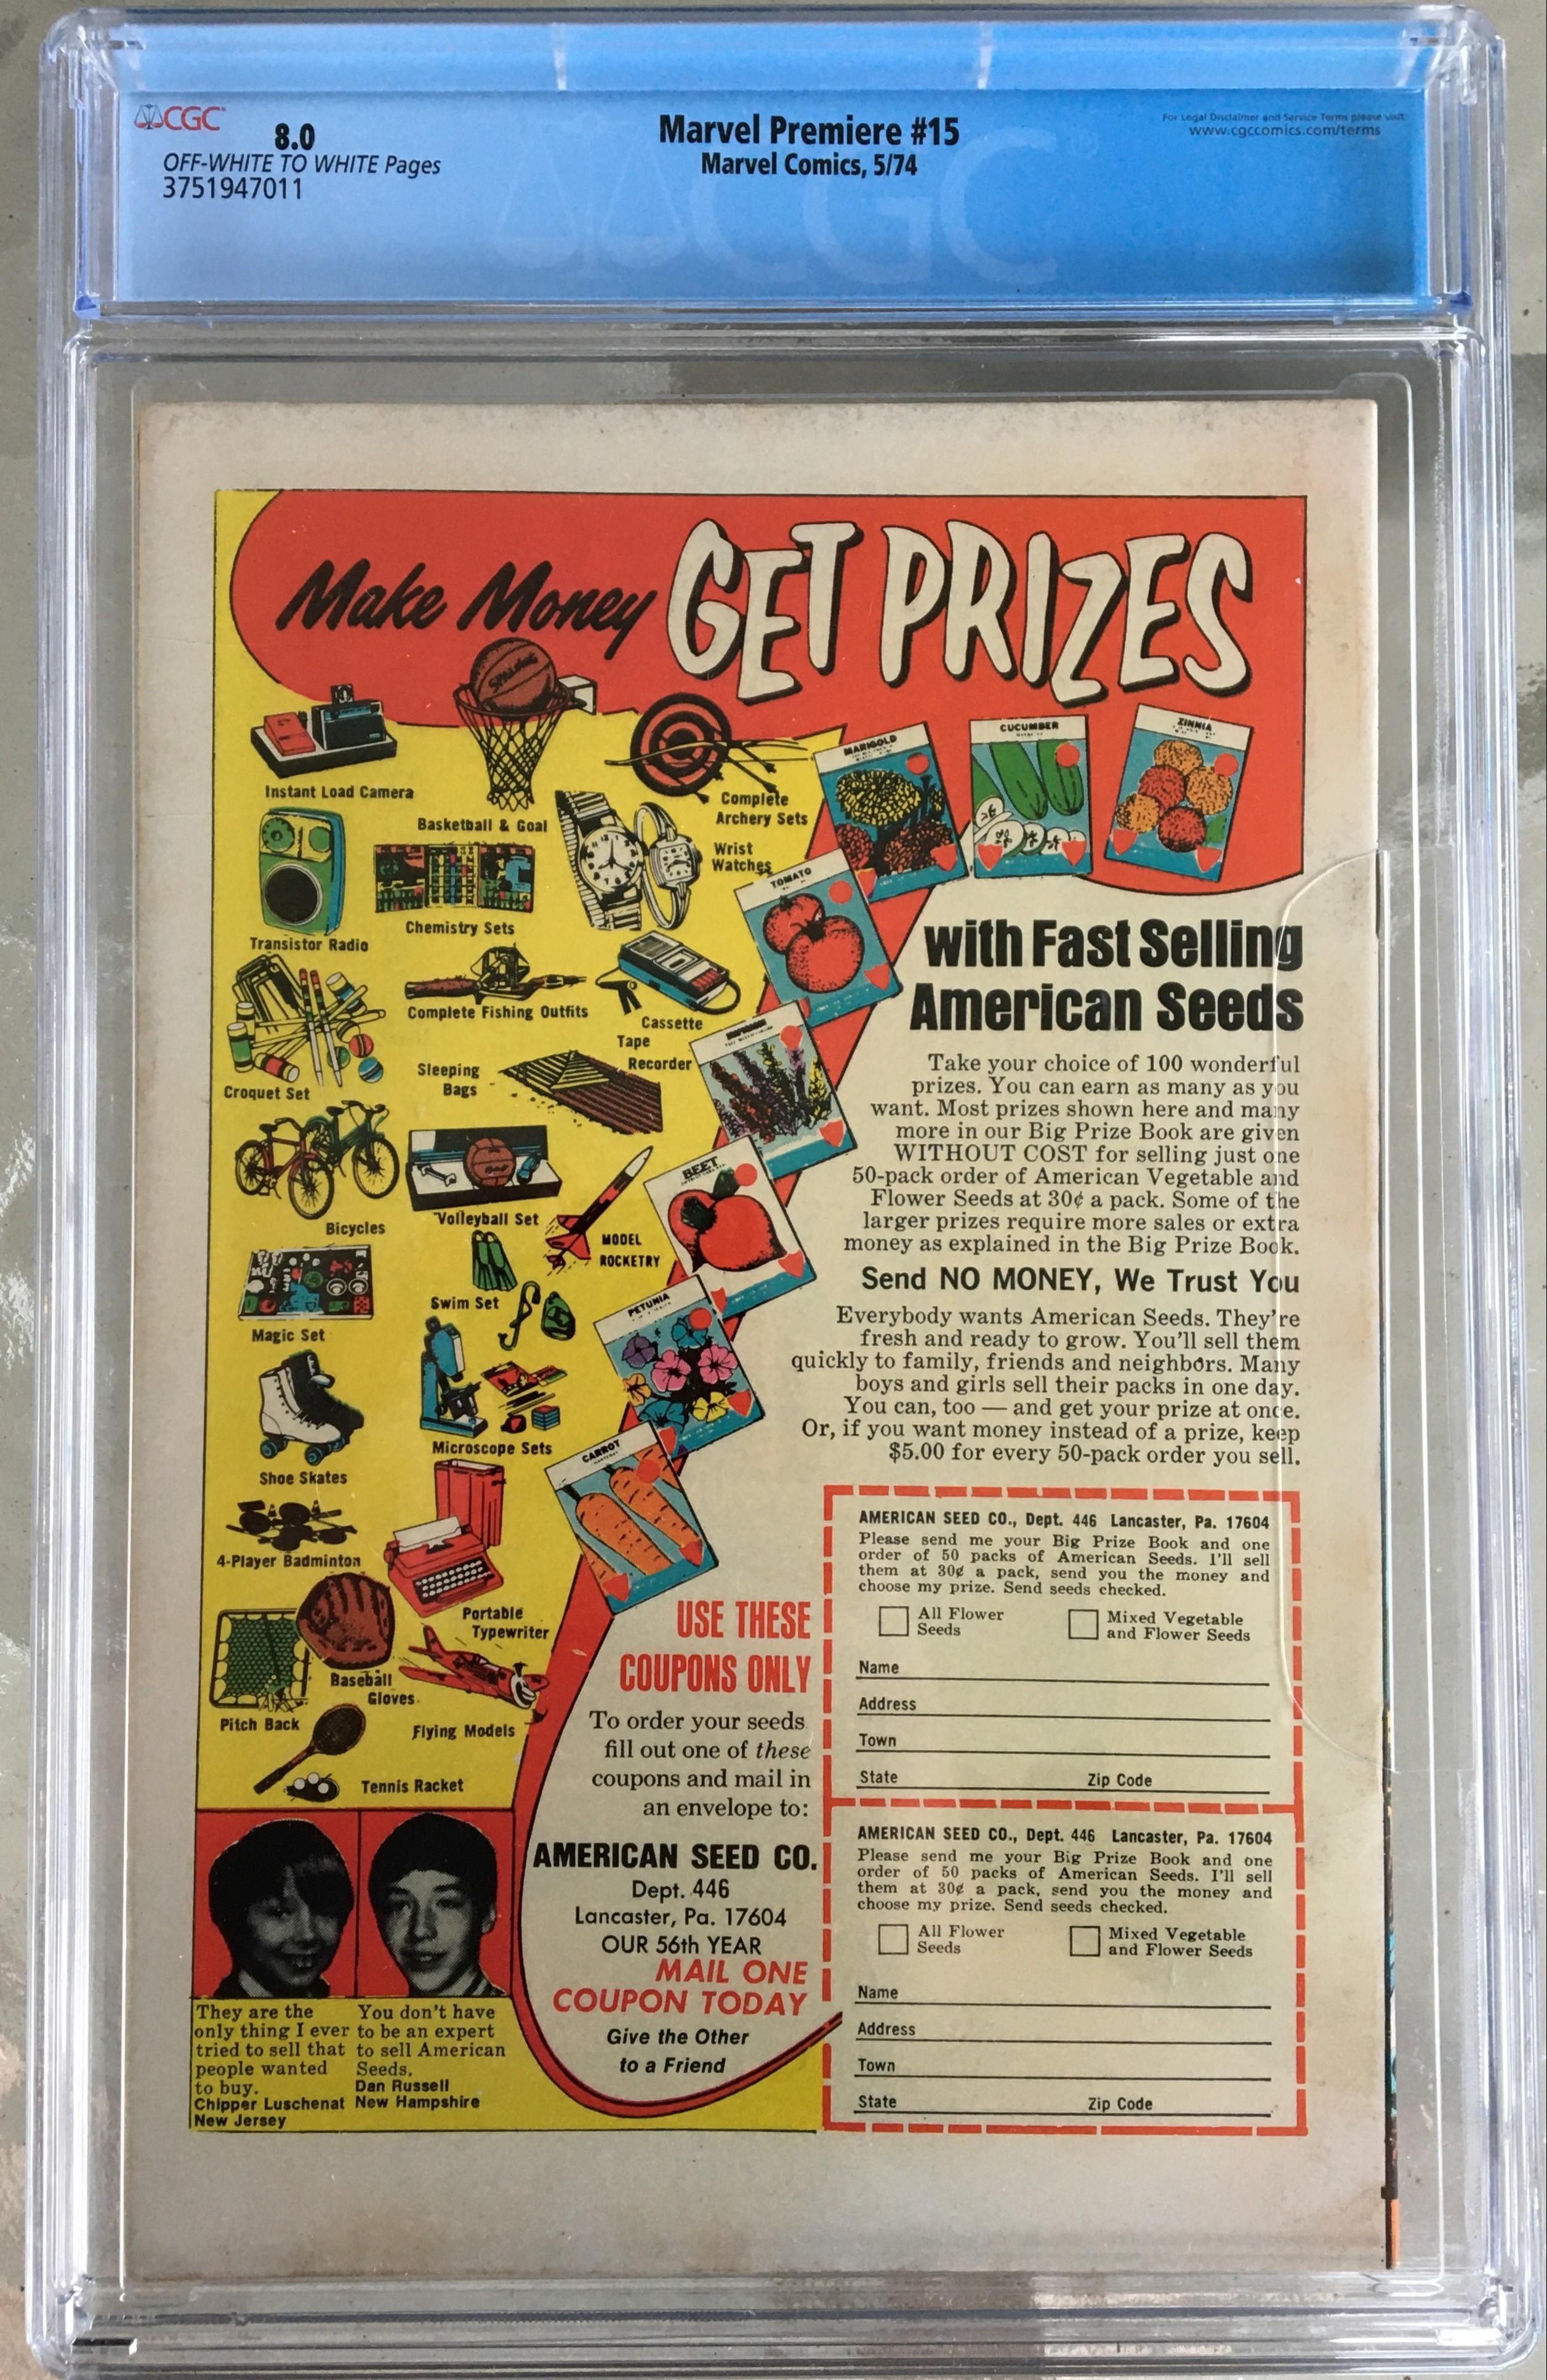 CGC
8.0
OFF-WHITE TO WHITE Pages
3751947011
Marvel Premiere #15
Marvel Comics, 5/74
For Legal Disclaimer and Service Terms please visit:
www.cgccomics.com/terms
CGC
Make Money GET PRIZES
SPALDING
Instant Load Camera
Basketball & Goal
Complete
Archery Sets
Wrist
Watches
Transistor Radio
Chemistry Sets
Complete Fishing Outfits
Cassette
Tape
Recorder
Croquet Set
Sleeping
Bags
Bicycles
Volleyball Set
MODEL
ROCKETRY
Magic Set
Swim Set
Shoe Skates
Microscope Sets
4-Player Badminton
Portable
Typewriter
Baseball
Gloves
Pitch Back
Flying Models
Tennis Racket
MARIGOLD
CUCUMBER
ZINNIA
TOMATO
BEET
PETUNIA
CARROT
with Fast Selling
American Seeds
Take your choice of 100 wonderful
prizes. You can earn as many as you
want. Most prizes shown here and many
more in our Big Prize Book are given
WITHOUT COST for selling just one
50-pack order of American Vegetable and
Flower Seeds at 30¢ a pack. Some of the
larger prizes require more sales or extra
money as explained in the Big Prize Book.
Send NO MONEY, We Trust You
Everybody wants American Seeds. They're
fresh and ready to grow. You'll sell them
quickly to family, friends and neighbors. Many
boys and girls sell their packs in one day.
You can, too — and get your prize at once.
Or, if you want money instead of a prize, keep
$5.00 for every 50-pack order you sell.
USE THESE
COUPONS ONLY
To order your seeds
fill out one of these
coupons and mail in
an envelope to:
AMERICAN SEED CO.
Dept. 446
Lancaster, Pa. 17604
OUR 56th YEAR
MAIL ONE
COUPON TODAY
Give the Other
to a Friend
AMERICAN SEED CO., Dept. 446 Lancaster, Pa. 17604
Please send me your Big Prize Book and one
order of 50 packs of American Seeds. I'll sell
them at 30¢ a pack, send you the money and
choose my prize. Send seeds checked.
All Flower
Seeds
Mixed Vegetable
and Flower Seeds
Name
Address
Town
State Zip Code
AMERICAN SEED CO., Dept. 446 Lancaster, Pa. 17604
Please send me your Big Prize Book and one
order of 50 packs of American Seeds. I'll sell
them at 30¢ a pack, send you the money and
choose my prize. Send seeds checked.
All Flower
Seeds
Mixed Vegetable
and Flower Seeds
Name
Address
Town
State Zip Code
They are the
only thing I ever
tried to sell that
people wanted
to buy.
Chipper Luschenat
New Jersey
You don't have
to be an expert
to sell American
Seeds.
Dan Russell
New Hampshire